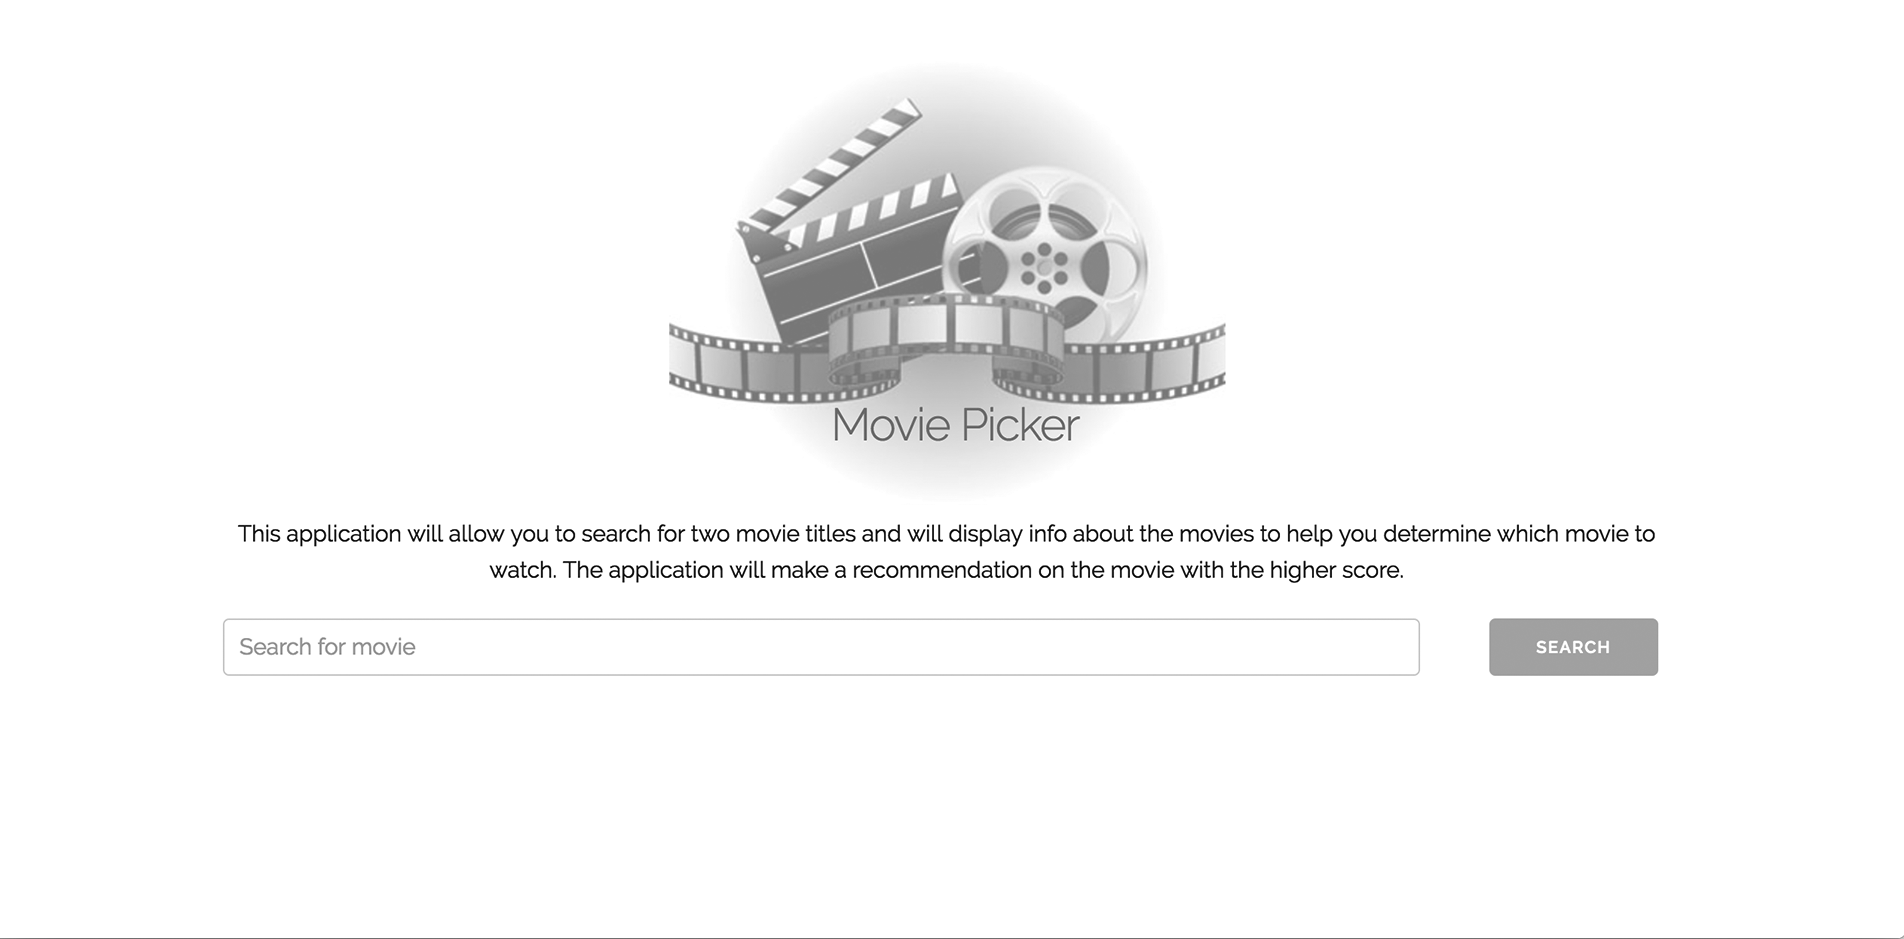 Movie Picker
This application will allow you to search for two movie titles and will display info about the movies to help you determine which movie to
watch. The application will make a recommendation on the movie with the higher score.
Search for movie
SEARCH